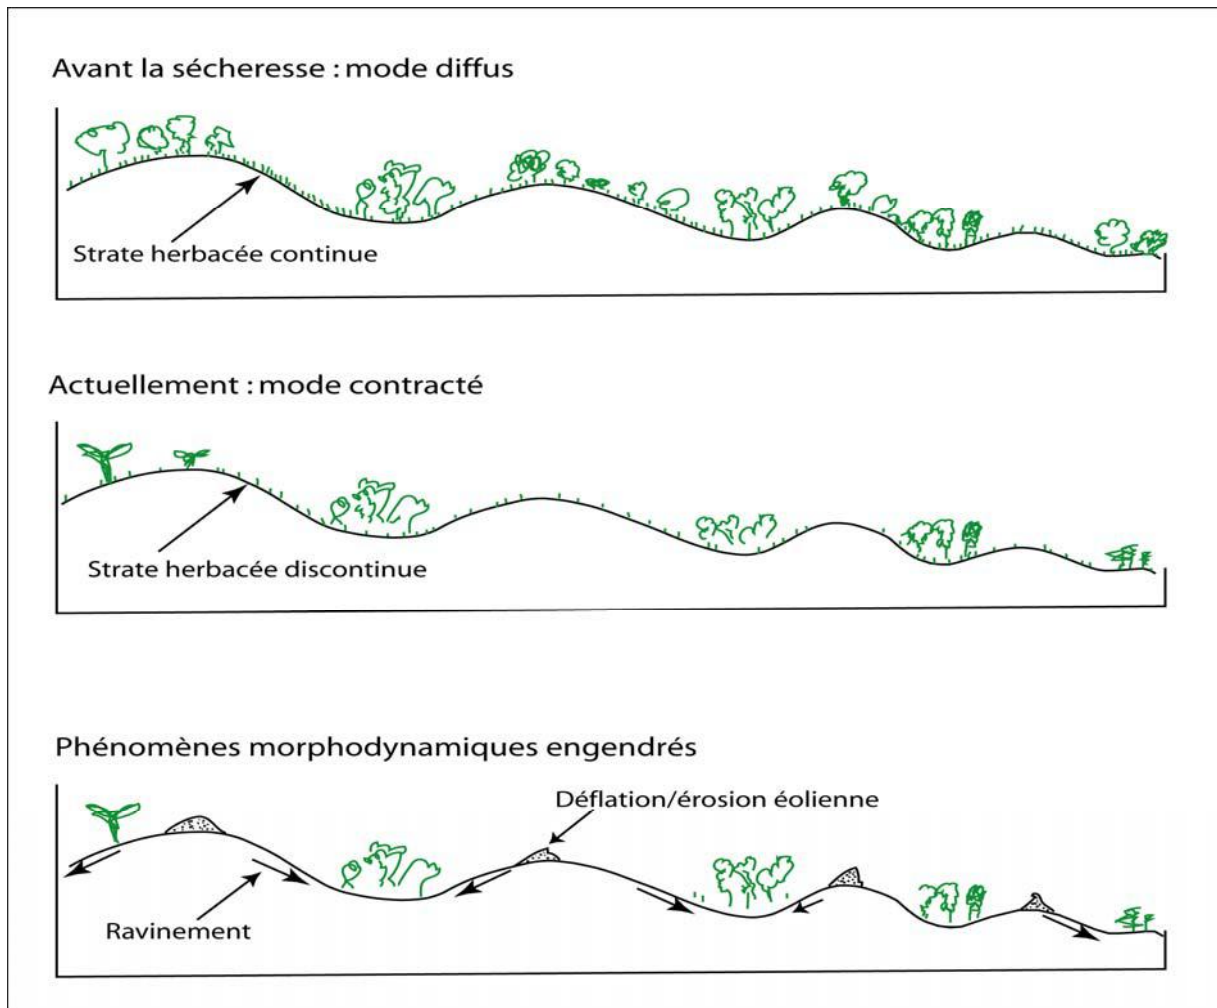 Avant la sécheresse : mode diffus
Strate herbacée continue
Actuellement : mode contracté
Strate herbacée discontinue
Phénomènes morphodynamiques engendrés
Déflation/érosion éolienne
Ravinement